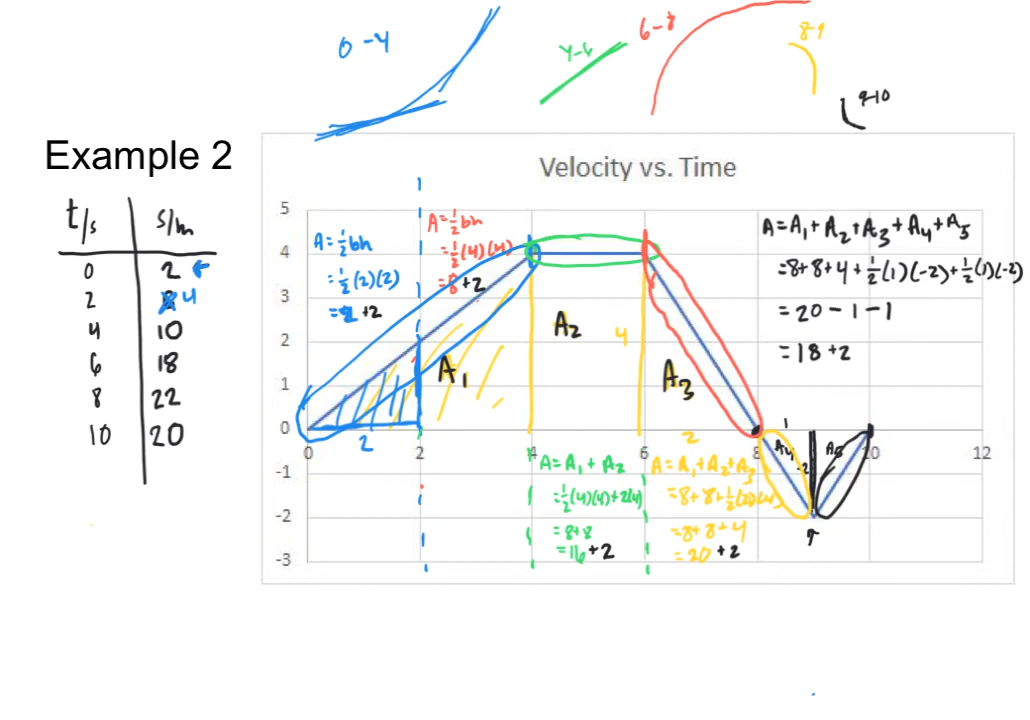 0-4
4-6
6-8
8-9
9-10
Example 2
Velocity vs. Time
t/s s/m
0 2
2 4
4 10
6 18
8 22
10 20
5
4
3
2
1
0
-1
-2
-3
0 2 4 6 8 10 12
A=½bh
=½(2)(2)
=2+2
A=½bh
=½(4)(4)
=8+2
A=A₁+A₂+A₃+A₄+A₅
=8+8+4+½(1)(-2)+½(1)(-2)
=20-1-1
=18+2
A₁
A₂
A₃
4
2
2
1
A₄
-2
A₅
A=A₁+A₂
=½(4)(4)+2(4)
=8+8
=16+2
A=A₁+A₂+A₃
=8+8+½(2)(4)
=8+8+4
=20+2